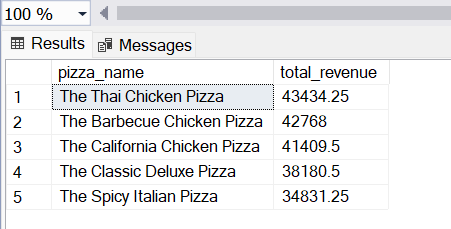 100 %
Results Messages
pizza_name total_revenue
1 The Thai Chicken Pizza 43434.25
2 The Barbecue Chicken Pizza 42768
3 The California Chicken Pizza 41409.5
4 The Classic Deluxe Pizza 38180.5
5 The Spicy Italian Pizza 34831.25